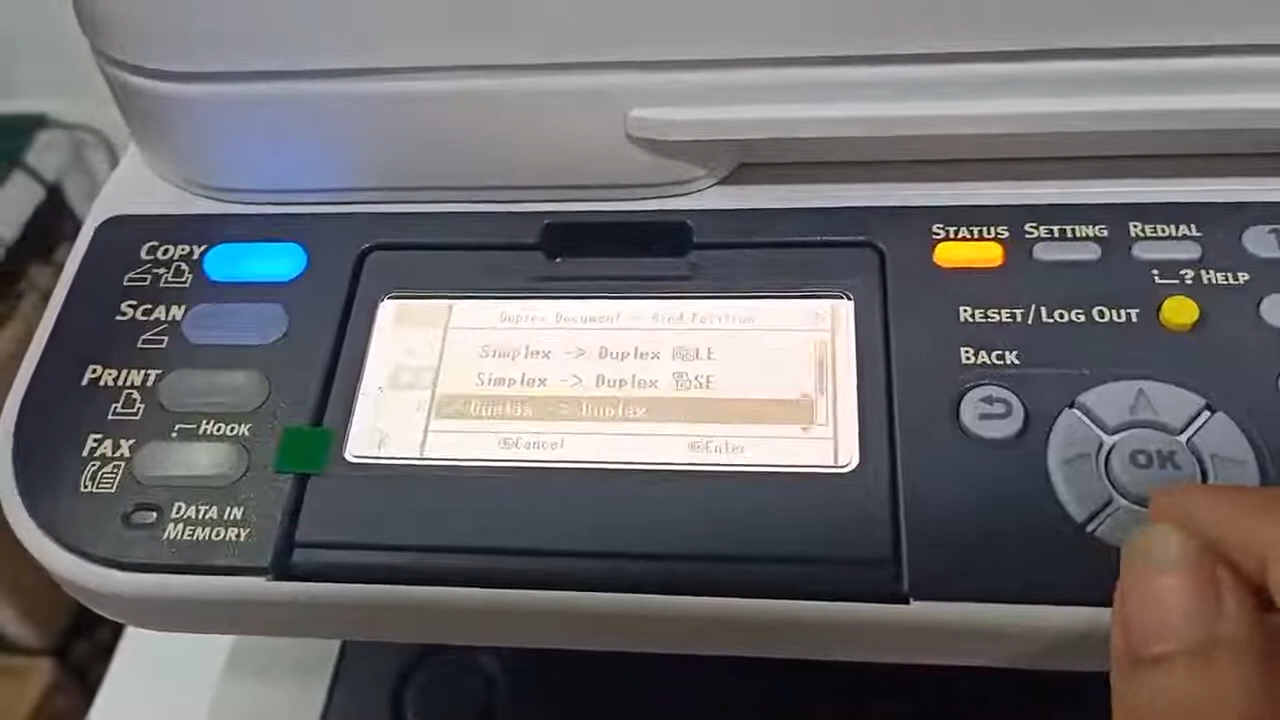 COPY
SCAN
PRINT
HOOK
FAX
DATA IN
MEMORY
Duplex Document - Bind.Position
Simplex -> Duplex LE
Simplex -> Duplex SE
Duplex -> Duplex
Cancel
Enter
STATUS
SETTING
REDIAL
? HELP
RESET/LOG OUT
BACK
OK
1